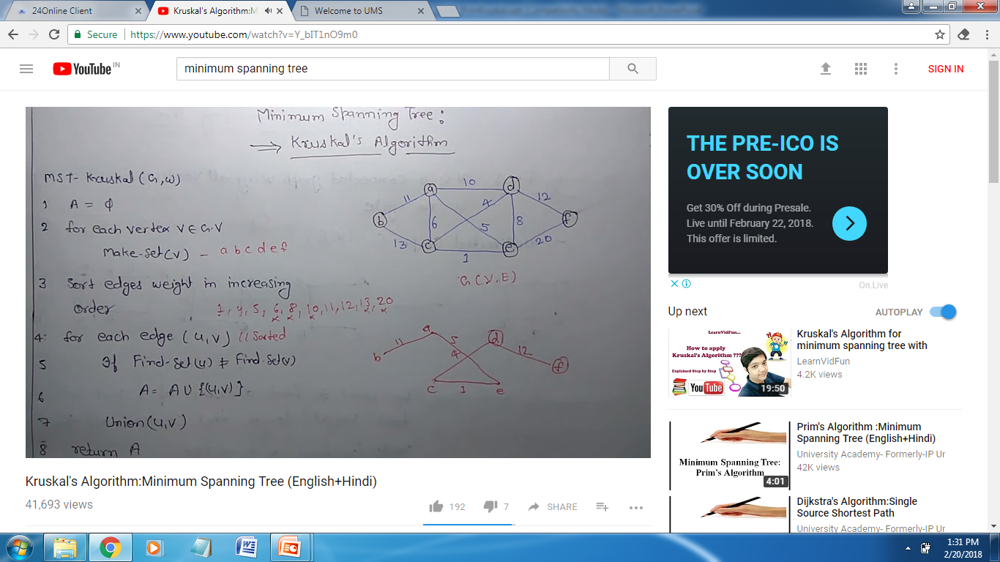 24Online Client
Kruskal's Algorithm:M
Welcome to UMS
Secure
https://www.youtube.com/watch?v=Y_bIT1nO9m0
YouTube IN
minimum spanning tree
SIGN IN
Minimum Spanning Tree:
⇒ Kruskal's Algorithm
MST-Kruskal (G, w)
1 A = ϕ
2 for each vertex V ∈ G.V
Make-set(V) – a b c d e f
3 Sort edges weight in increasing
order 1, 4, 5, 6, 8, 10, 11, 12, 13, 20
x x x x x
4: for each edge (u,v) // Sorted
5 If Find-Set(u) ≠ Find-Set(v)
6 A = A U {(u,v)}
7 Union(u,v)
8 return A
a 10 d
11 4 12
b 6 5 8 f
13 20
c 1 e
G(V,E)
a 5 d
11 4 12
b f
c 1 e
THE PRE-ICO IS
OVER SOON
Get 30% Off during Presale.
Live until February 22, 2018.
This offer is limited.
On.Live
Up next
AUTOPLAY
LearnVidFun...
How to apply
Kruskal's Algorithm ???
Explained Step by Step
YouTube
19:50
Kruskal's Algorithm for
minimum spanning tree with
LearnVidFun
4.2K views
Minimum Spanning Tree:
Prim's Algorithm
4:01
Prim's Algorithm :Minimum
Spanning Tree (English+Hindi)
University Academy- Formerly-IP Ur
42K views
Dijkstra's Algorithm:Single
Source Shortest Path
University Academy- Formerly-IP Ur
Kruskal's Algorithm:Minimum Spanning Tree (English+Hindi)
41,693 views
192
7
SHARE
1:31 PM
2/20/2018